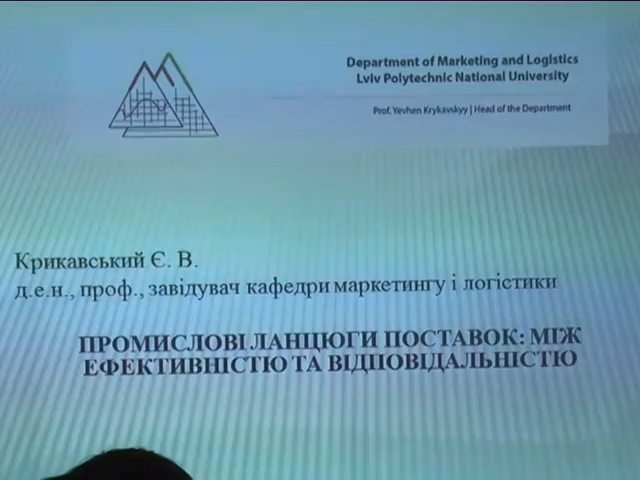 Department of Marketing and Logistics
Lviv Polytechnic National University
Prof. Yevhen Krykavskyy | Head of the Department
Крикавський Є. В.
д.е.н., проф., завідувач кафедри маркетингу і логістики
ПРОМИСЛОВІ ЛАНЦЮГИ ПОСТАВОК: МІЖ
ЕФЕКТИВНІСТЮ ТА ВІДПОВІДАЛЬНІСТЮ